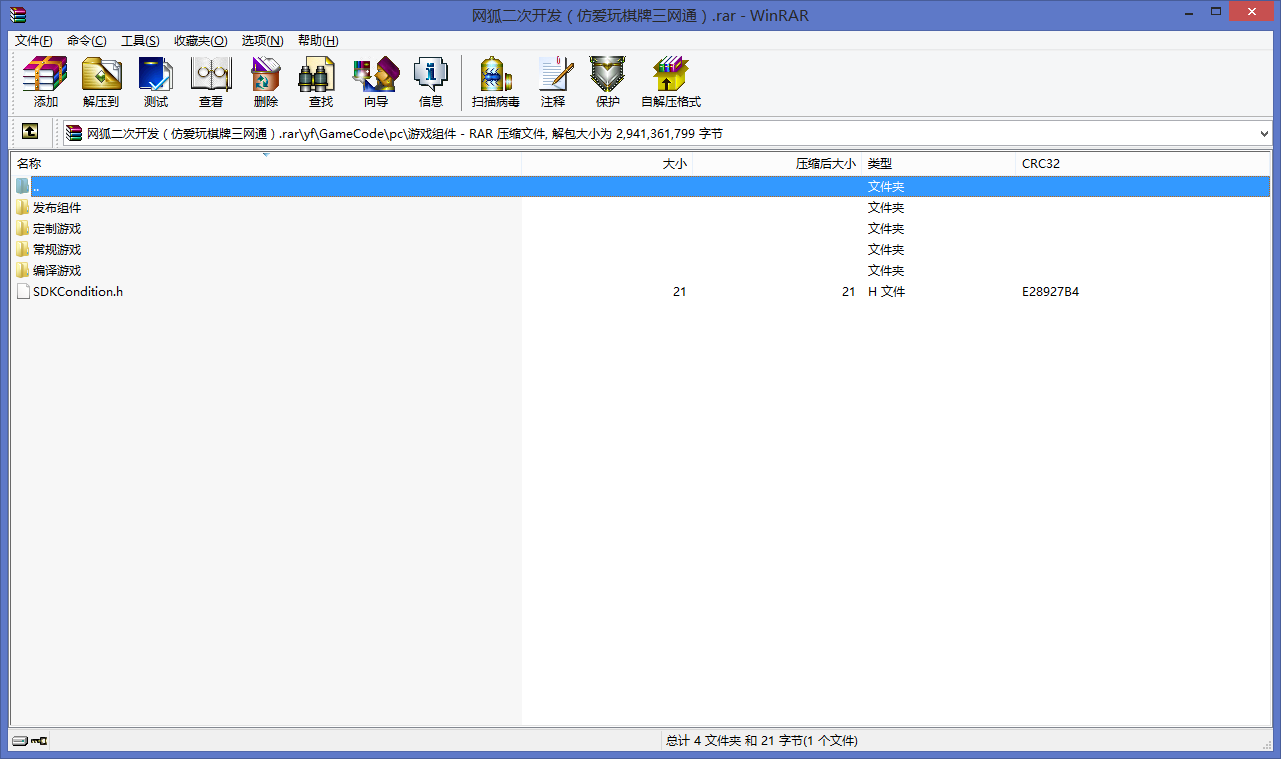 网狐二次开发（仿爱玩棋牌三网通）.rar - WinRAR
文件(F) 命令(C) 工具(S) 收藏夹(O) 选项(N) 帮助(H)
添加 解压到 测试 查看 删除 查找 向导 信息 扫描病毒 注释 保护 自解压格式
网狐二次开发（仿爱玩棋牌三网通）.rar\yf\GameCode\pc\游戏组件 - RAR 压缩文件, 解包大小为 2,941,361,799 字节
名称 大小 压缩后大小 类型 CRC32
.. 文件夹
发布组件 文件夹
定制游戏 文件夹
常规游戏 文件夹
编译游戏 文件夹
SDKCondition.h 21 21 H 文件 E28927B4
总计 4 文件夹 和 21 字节(1 个文件)